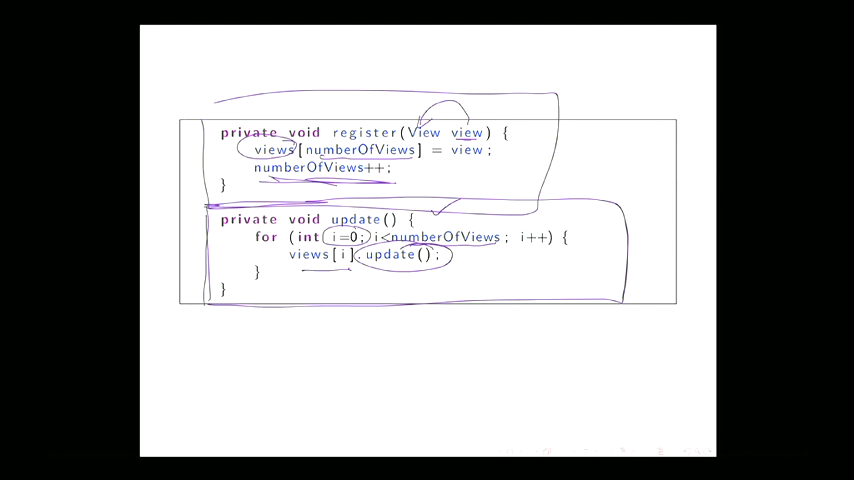 private void register(View view) {
views[numberOfViews] = view;
numberOfViews++;
}
private void update() {
for (int i=0; i<numberOfViews; i++) {
views[i].update();
}
}